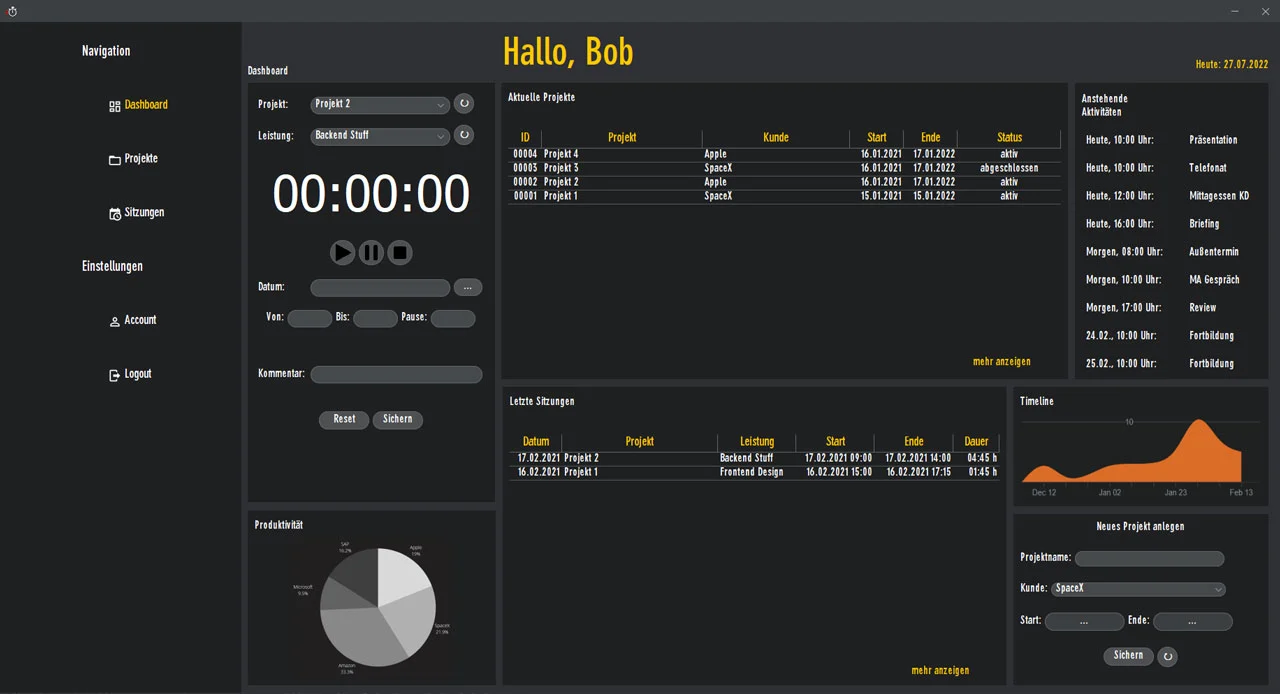 Navigation
Dashboard
Projekte
Sitzungen
Einstellungen
Account
Logout
Hallo, Bob
Heute: 27.07.2022
Dashboard
Projekt: Projekt 2
Leistung: Backend Stuff
00:00:00
Datum: ...
Von: Bis: Pause:
Kommentar:
Reset Sichern
Produktivität
SAP
16.2%
Apple
19%
Microsoft
9.5%
SpaceX
21.9%
Amazon
33.3%
Aktuelle Projekte
ID Projekt Kunde Start Ende Status
00004 Projekt 4 Apple 16.01.2021 17.01.2022 aktiv
00003 Projekt 3 SpaceX 16.01.2021 17.01.2022 abgeschlossen
00002 Projekt 2 Apple 16.01.2021 17.01.2022 aktiv
00001 Projekt 1 SpaceX 15.01.2021 15.01.2022 aktiv
mehr anzeigen
Anstehende
Aktivitäten
Heute, 10:00 Uhr: Präsentation
Heute, 10:00 Uhr: Telefonat
Heute, 12:00 Uhr: Mittagessen KD
Heute, 16:00 Uhr: Briefing
Morgen, 08:00 Uhr: Außentermin
Morgen, 10:00 Uhr: MA Gespräch
Morgen, 17:00 Uhr: Review
24.02., 10:00 Uhr: Fortbildung
25.02., 10:00 Uhr: Fortbildung
Letzte Sitzungen
Datum Projekt Leistung Start Ende Dauer
17.02.2021 Projekt 2 Backend Stuff 17.02.2021 09:00 17.02.2021 14:00 04:45 h
16.02.2021 Projekt 1 Frontend Design 16.02.2021 15:00 16.02.2021 17:15 01:45 h
mehr anzeigen
Timeline
10
Dec 12 Jan 02 Jan 23 Feb 13
Neues Projekt anlegen
Projektname:
Kunde: SpaceX
Start: ... Ende: ...
Sichern